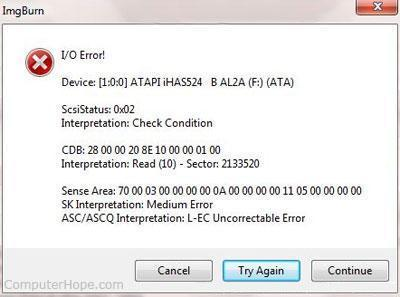 ImgBurn
I/O Error!
Device: [1:0:0] ATAPI iHAS524 B AL2A (F:) (ATA)
ScsiStatus: 0x02
Interpretation: Check Condition
CDB: 28 00 00 20 8E 10 00 00 01 00
Interpretation: Read (10) - Sector: 2133520
Sense Area: 70 00 03 00 00 00 00 0A 00 00 00 00 11 05 00 00 00 00
SK Interpretation: Medium Error
ASC/ASCQ Interpretation: L-EC Uncorrectable Error
Cancel
Try Again
Continue
ComputerHope.com